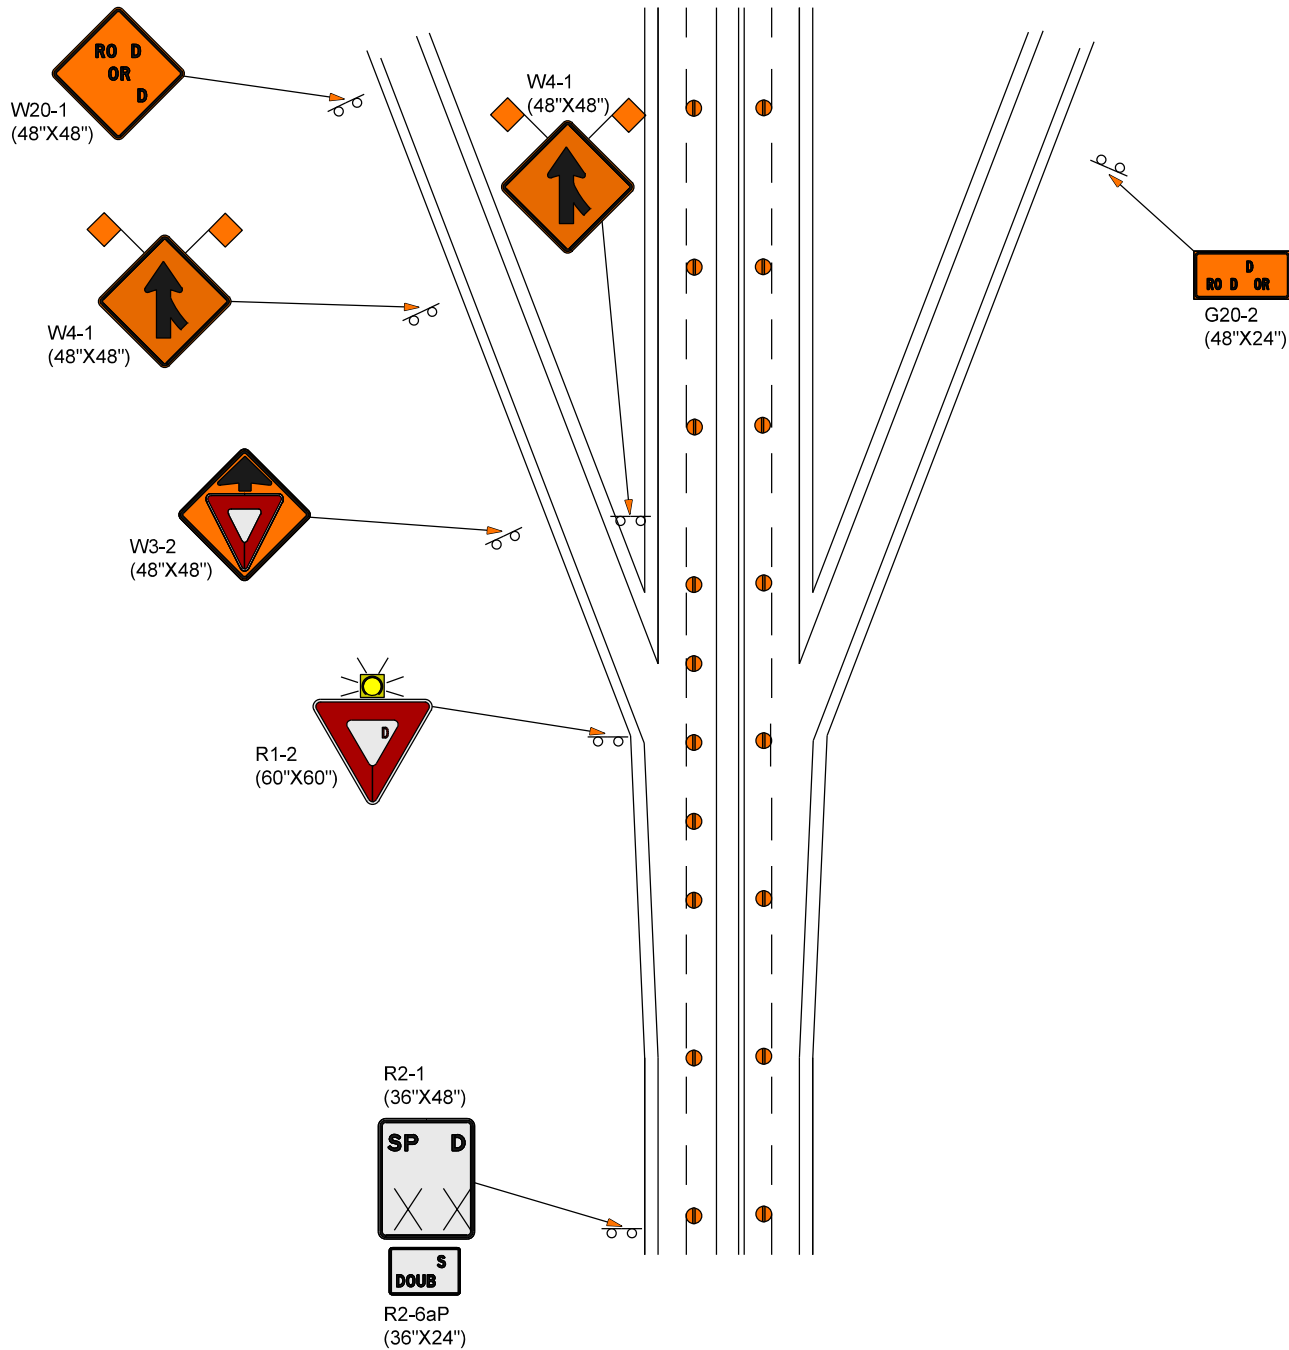 RO D
OR
D
W20-1
(48"X48")
W4-1
(48"X48")
W4-1
(48"X48")
D
RO D OR
G20-2
(48"X24")
W3-2
(48"X48")
D
R1-2
(60"X60")
R2-1
(36"X48")
SP D
XX
S
DOUB
R2-6aP
(36"X24")